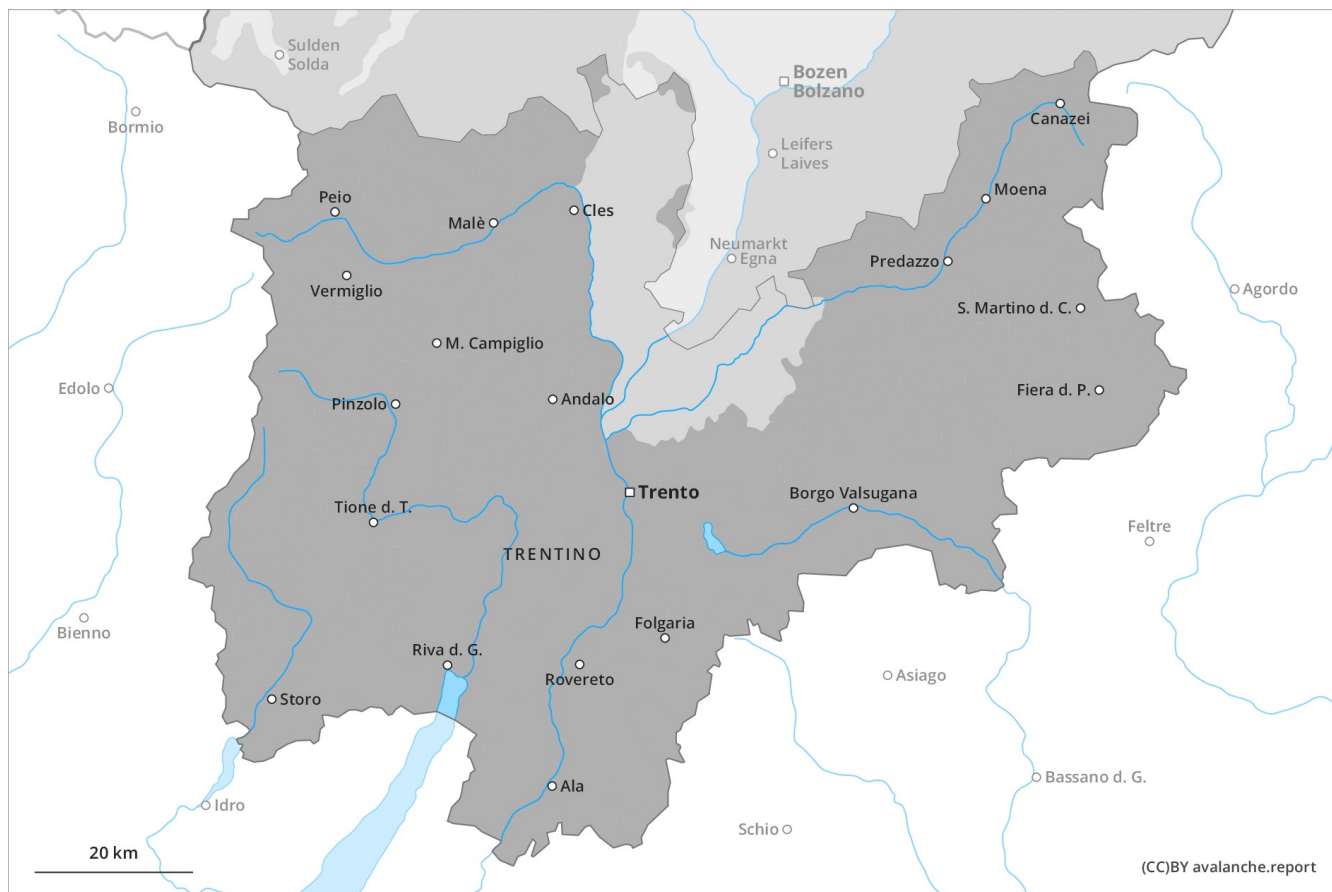 Sulden
Solda
Bozen
Bolzano
Bormio
Canazei
Leifers
Laives
Peio
Malè
Cles
Moena
Neumarkt
Egna
Predazzo
Vermiglio
Agordo
S. Martino d. C.
M. Campiglio
Edolo
Pinzolo
Andalo
Fiera d. P.
Trento
Borgo Valsugana
Tione d. T.
Feltre
TRENTINO
Bienno
Folgaria
Riva d. G.
Rovereto
Asiago
Storo
Bassano d. G.
Ala
Idro
Schio
20 km
(CC)BY avalanche.report